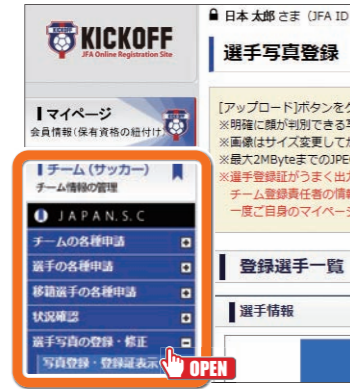 KICKOFF
JFA Online Registration Site
マイページ
会員情報(保有資格の紐付け
チーム (サッカー)
チーム情報の管理
JAPAN.S.C
チームの各種申請
選手の各種申請
移籍選手の各種申請
状況確認
選手写真の登録・修正
写真登録・登録証表示
OPEN
日本 太郎 さま (JFA ID
選手写真登録
[アップロード]ボタンをク
※明確に顔が判別できる写
※画像はサイズ変更してか
※最大2MByteまでのJPE
※選手登録証がうまく出力
チーム登録責任者の情報
一度ご自身のマイページ
登録選手一覧
選手情報